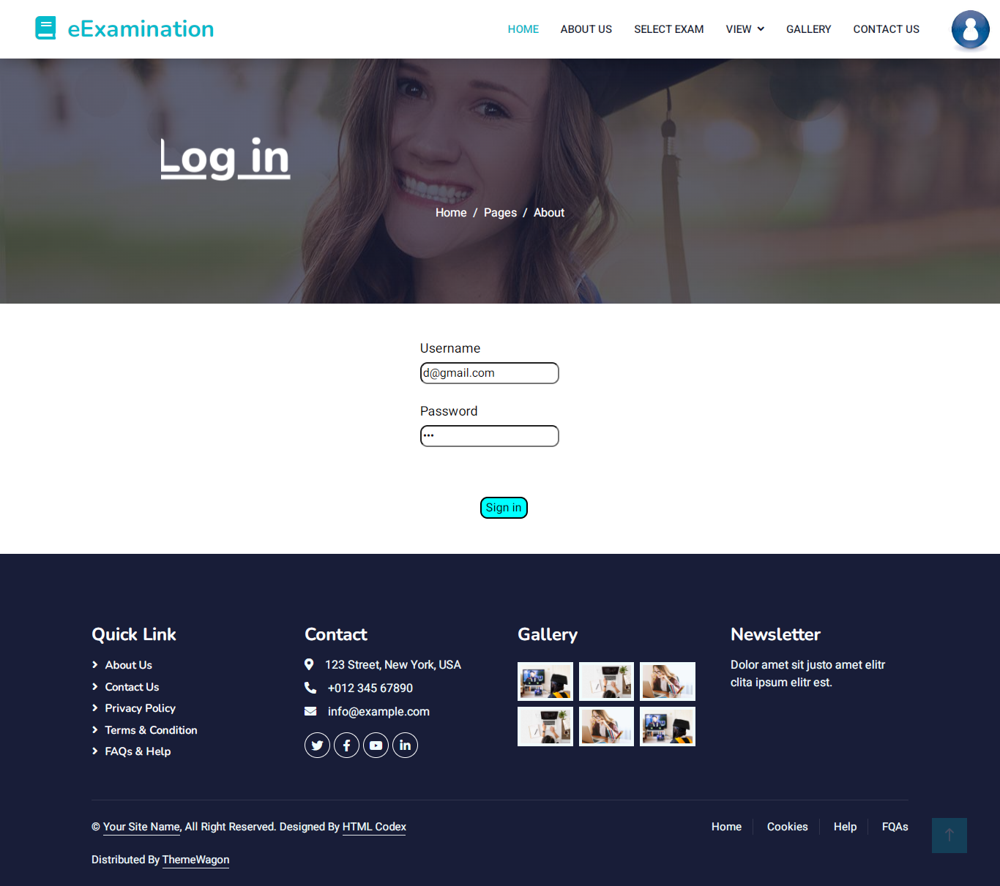 eExamination
HOME ABOUT US SELECT EXAM VIEW GALLERY CONTACT US
Log in
Home / Pages / About
Username
d@gmail.com
Password
•••
Sign in
Quick Link
About Us
Contact Us
Privacy Policy
Terms & Condition
FAQs & Help
Contact
123 Street, New York, USA
+012 345 67890
info@example.com
Gallery
Newsletter
Dolor amet sit justo amet elitr
clita ipsum elitr est.
© Your Site Name, All Right Reserved. Designed By HTML Codex
Distributed By ThemeWagon
Home Cookies Help FQAs